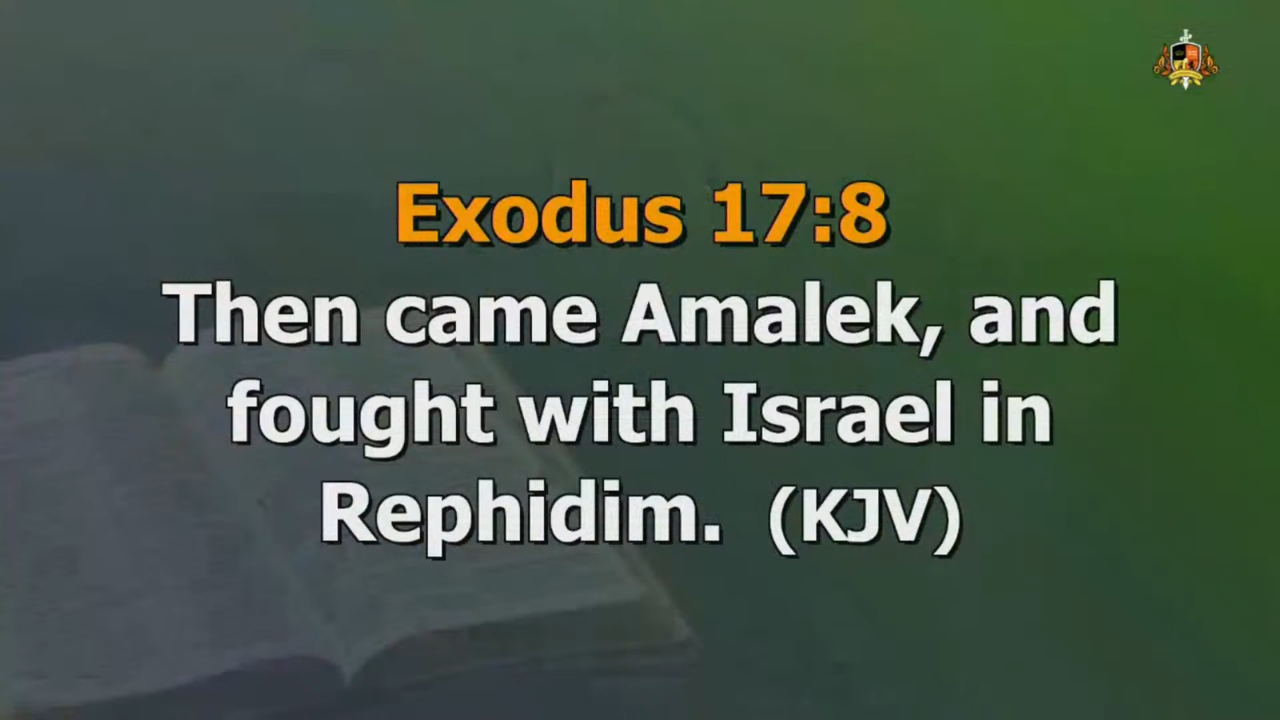 Exodus 17:8
Then came Amalek, and
fought with Israel in
Rephidim. (KJV)